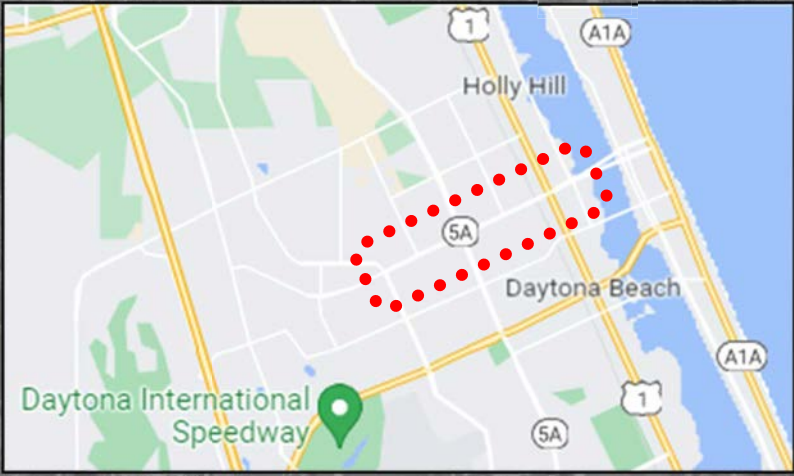 1
A1A
Holly Hill
5A
Daytona Beach
A1A
Daytona International
Speedway
1
5A